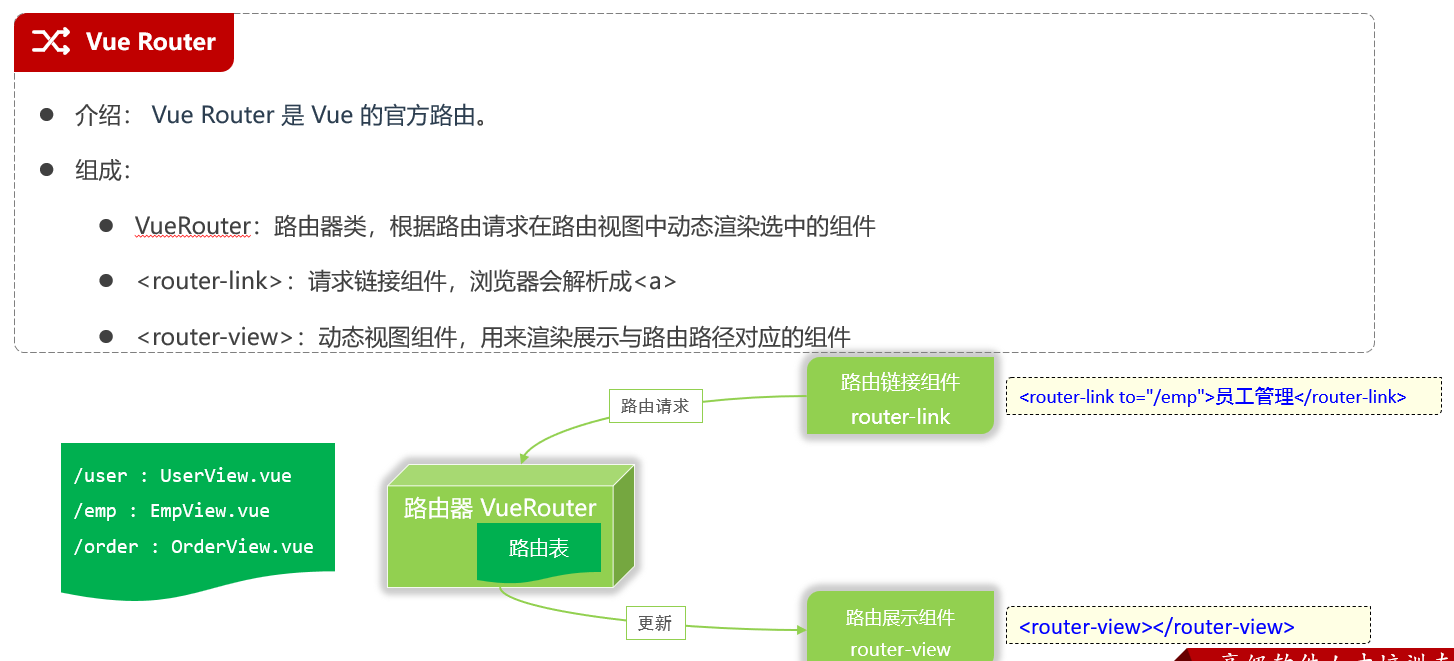 Vue Router
介绍： Vue Router 是 Vue 的官方路由。
组成：
VueRouter：路由器类，根据路由请求在路由视图中动态渲染选中的组件
<router-link>：请求链接组件，浏览器会解析成<a>
<router-view>：动态视图组件，用来渲染展示与路由路径对应的组件
路由链接组件
router-link
<router-link to="/emp">员工管理</router-link>
路由请求
/user : UserView.vue
/emp : EmpView.vue
/order : OrderView.vue
路由器 VueRouter
路由表
更新
路由展示组件
router-view
<router-view></router-view>